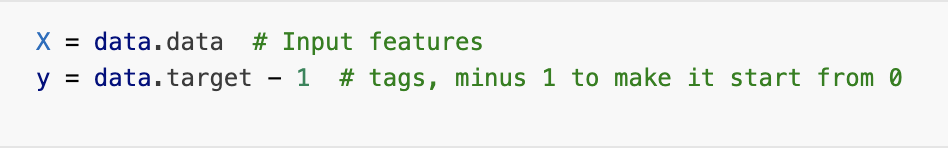 X = data.data  # Input features
y = data.target - 1  # tags, minus 1 to make it start from 0